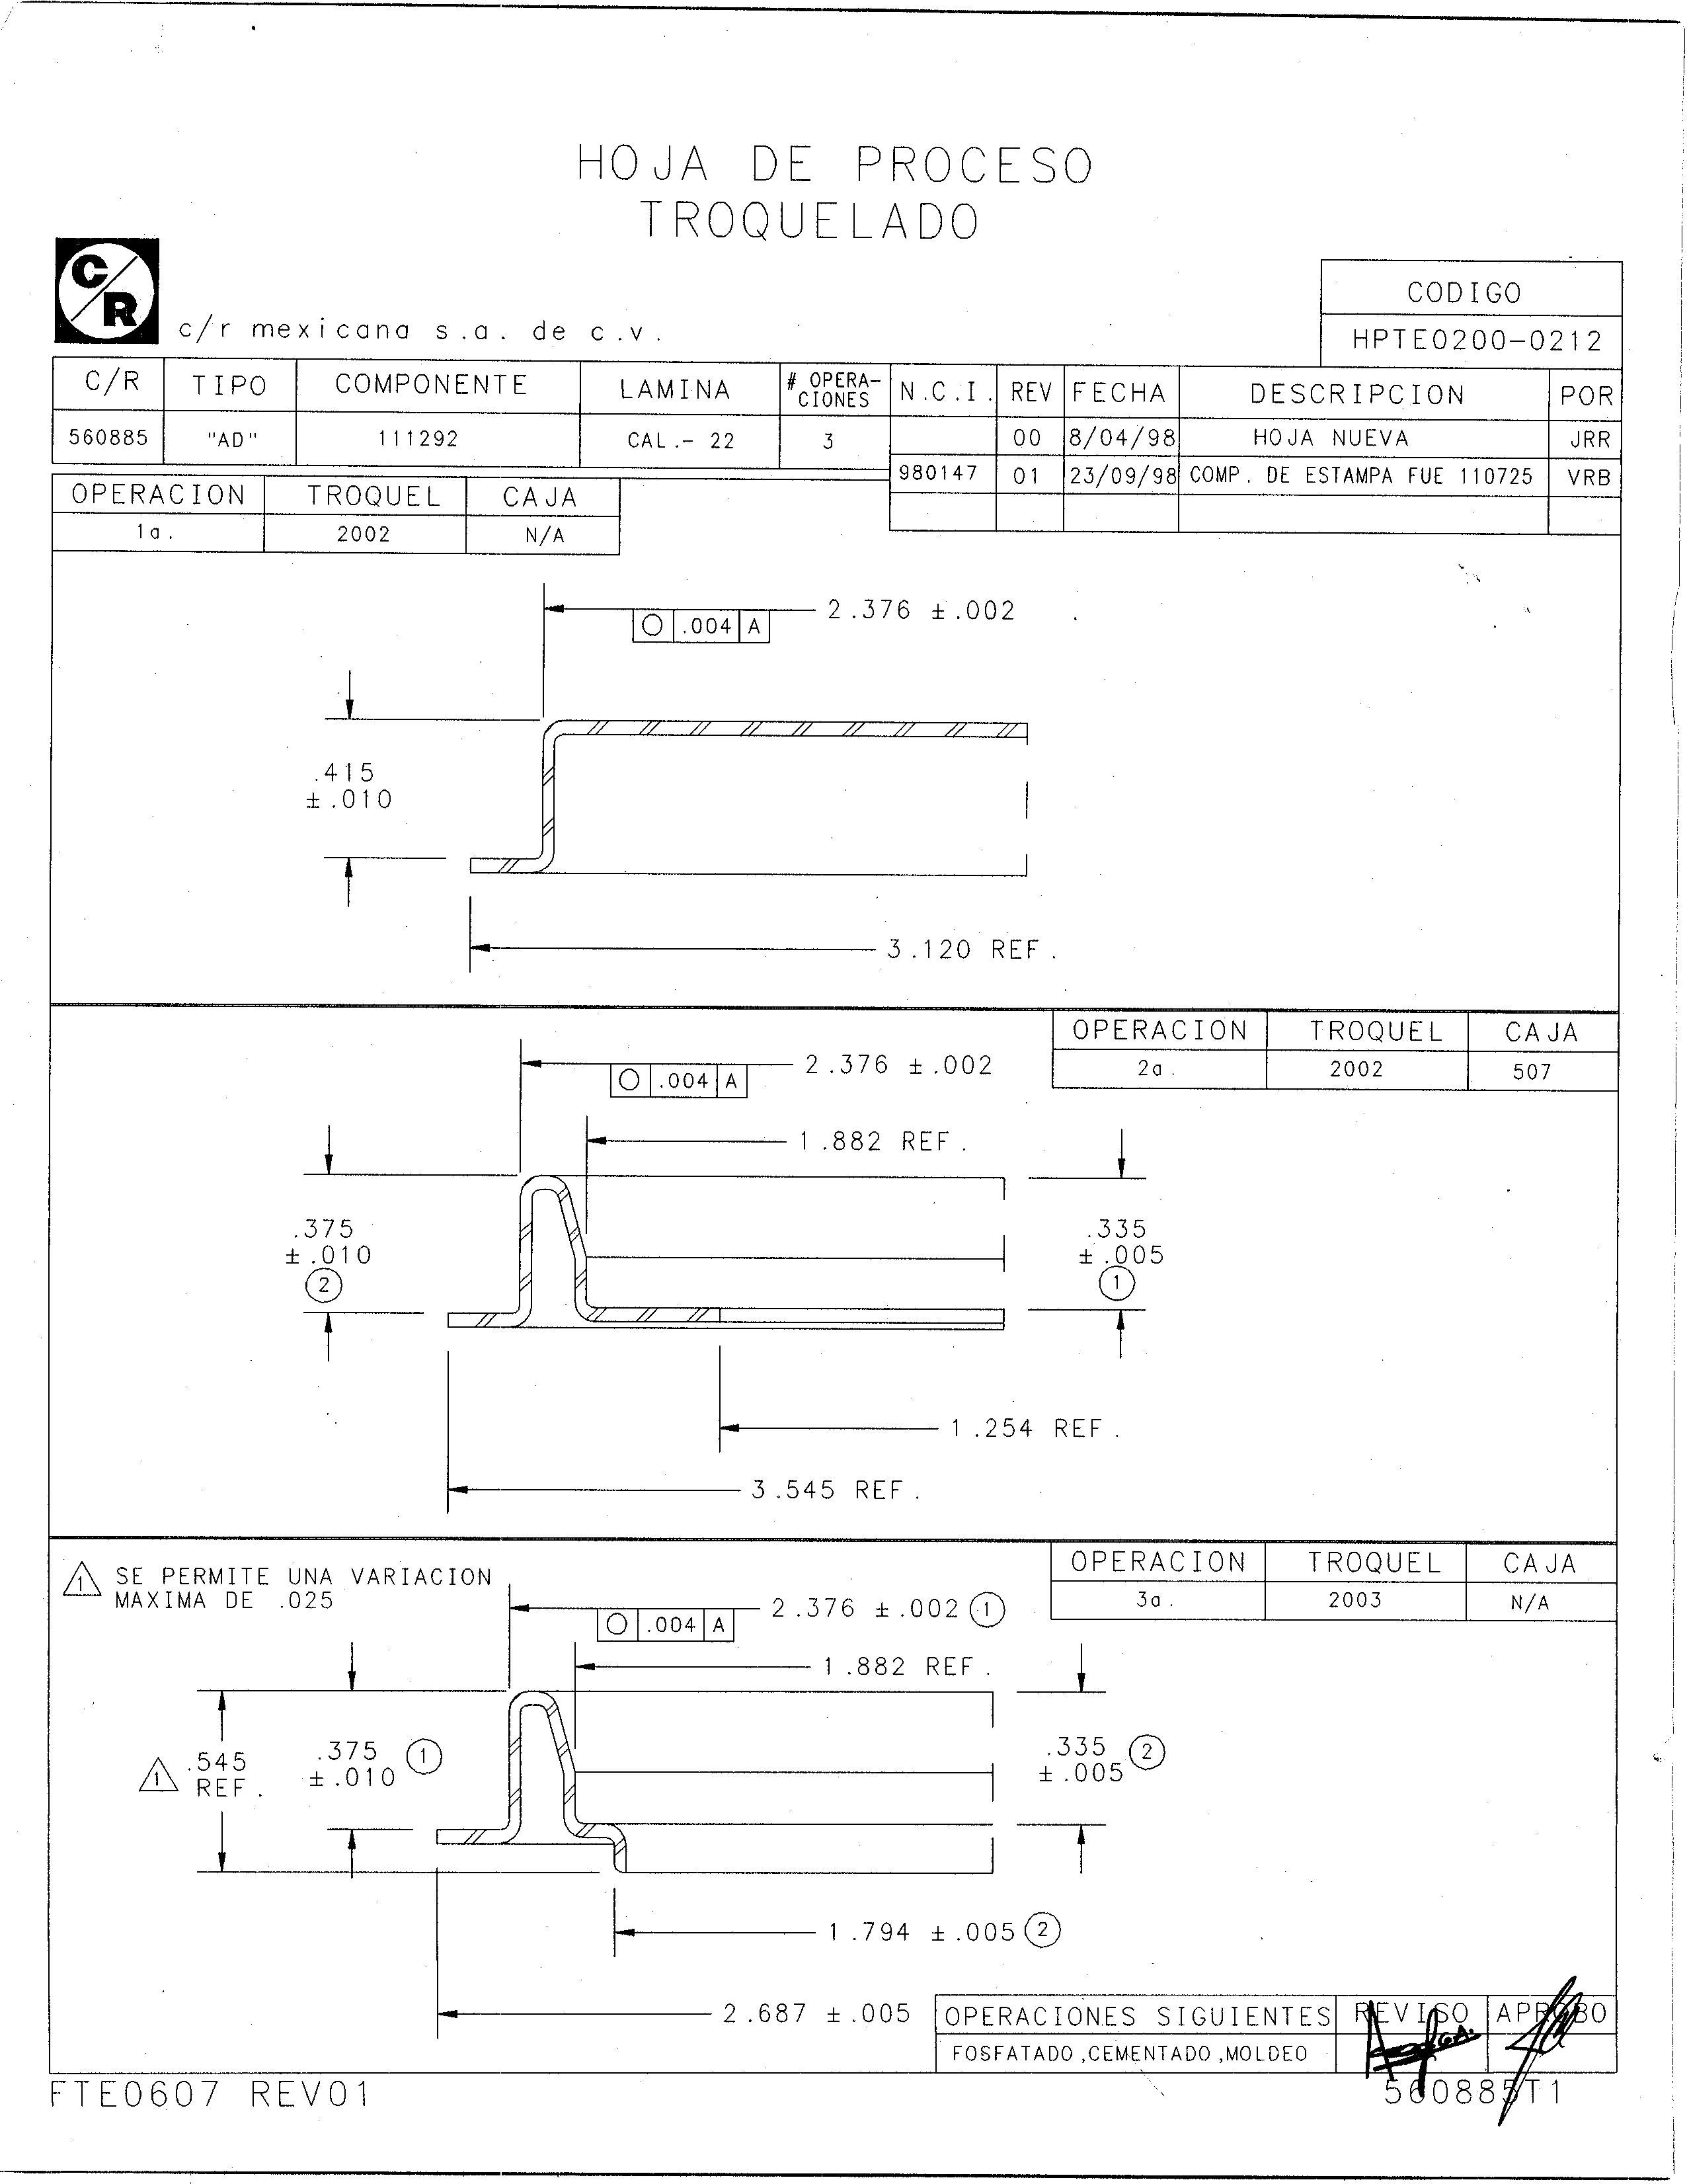 HOJA DE PROCESO
TROQUELADO
C/R
c/r mexicana s.a. de c.v.
CODIGO
HPTE0200-0212
C/R TIPO COMPONENTE LAMINA # OPERA-CIONES N.C.I. REV FECHA DESCRIPCION POR
560885 "AD" 111292 CAL.- 22 3 00 8/04/98 HOJA NUEVA JRR
980147 01 23/09/98 COMP. DE ESTAMPA FUE 110725 VRB
OPERACION TROQUEL CAJA
1a. 2002 N/A
2.376 ±.002
.004 A
.415
±.010
3.120 REF.
OPERACION TROQUEL CAJA
2a. 2002 507
2.376 ±.002
.004 A
1.882 REF.
.375
±.010
2
.335
±.005
1
1.254 REF.
3.545 REF.
OPERACION TROQUEL CAJA
3a. 2003 N/A
1 SE PERMITE UNA VARIACION
MAXIMA DE .025
2.376 ±.002 1
.004 A
1.882 REF.
1 .545
REF.
.375 1
±.010
.335 2
±.005
1.794 ±.005 2
2.687 ±.005
OPERACIONES SIGUIENTES REVISO APROBO
FOSFATADO,CEMENTADO,MOLDEO
FTE0607 REV01
560885T1